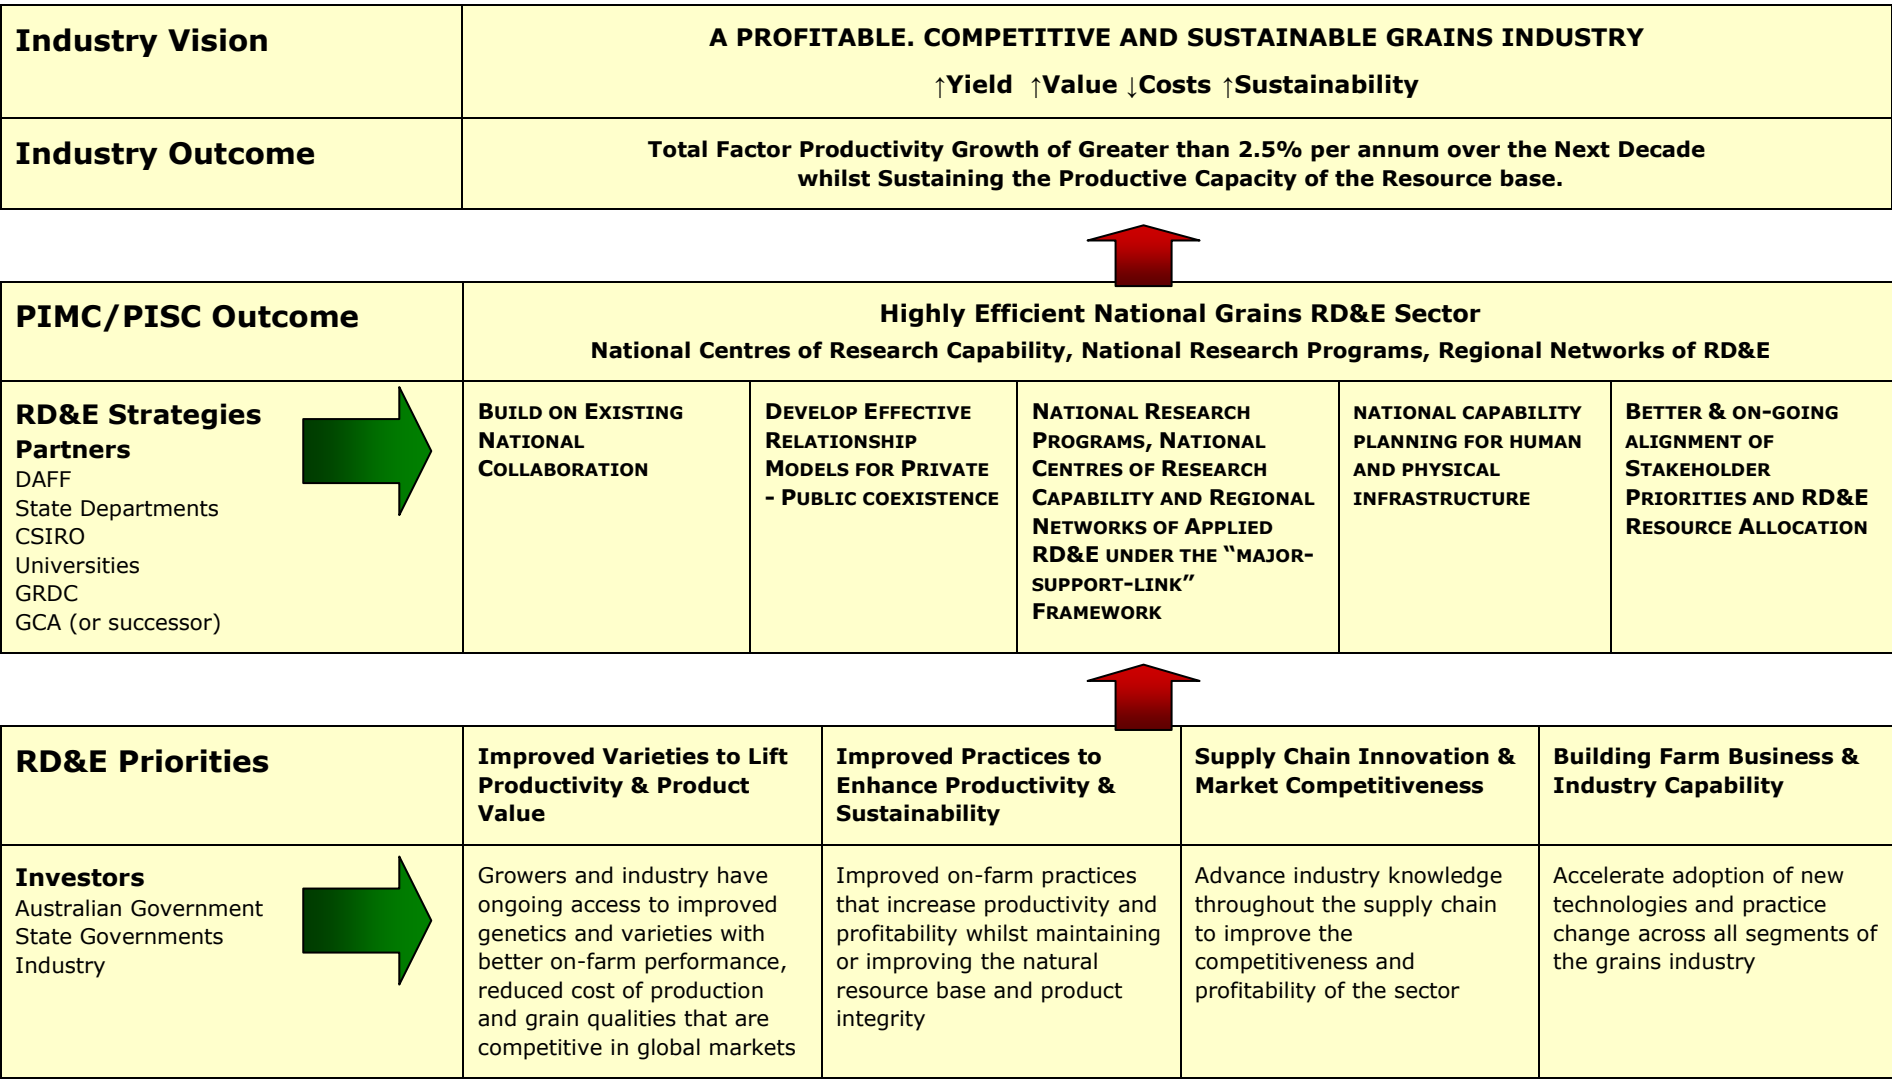 Industry Vision
A PROFITABLE. COMPETITIVE AND SUSTAINABLE GRAINS INDUSTRY
↑Yield ↑Value ↓Costs ↑Sustainability
Industry Outcome
Total Factor Productivity Growth of Greater than 2.5% per annum over the Next Decade
whilst Sustaining the Productive Capacity of the Resource base.
PIMC/PISC Outcome
Highly Efficient National Grains RD&E Sector
National Centres of Research Capability, National Research Programs, Regional Networks of RD&E
RD&E Strategies
Partners
DAFF
State Departments
CSIRO
Universities
GRDC
GCA (or successor)
BUILD ON EXISTING
NATIONAL
COLLABORATION
DEVELOP EFFECTIVE
RELATIONSHIP
MODELS FOR PRIVATE
- PUBLIC COEXISTENCE
NATIONAL RESEARCH
PROGRAMS, NATIONAL
CENTRES OF RESEARCH
CAPABILITY AND REGIONAL
NETWORKS OF APPLIED
RD&E UNDER THE “MAJOR-
SUPPORT-LINK”
FRAMEWORK
NATIONAL CAPABILITY
PLANNING FOR HUMAN
AND PHYSICAL
INFRASTRUCTURE
BETTER & ON-GOING
ALIGNMENT OF
STAKEHOLDER
PRIORITIES AND RD&E
RESOURCE ALLOCATION
RD&E Priorities
Improved Varieties to Lift
Productivity & Product
Value
Improved Practices to
Enhance Productivity &
Sustainability
Supply Chain Innovation &
Market Competitiveness
Building Farm Business &
Industry Capability
Investors
Australian Government
State Governments
Industry
Growers and industry have
ongoing access to improved
genetics and varieties with
better on-farm performance,
reduced cost of production
and grain qualities that are
competitive in global markets
Improved on-farm practices
that increase productivity and
profitability whilst maintaining
or improving the natural
resource base and product
integrity
Advance industry knowledge
throughout the supply chain
to improve the
competitiveness and
profitability of the sector
Accelerate adoption of new
technologies and practice
change across all segments of
the grains industry